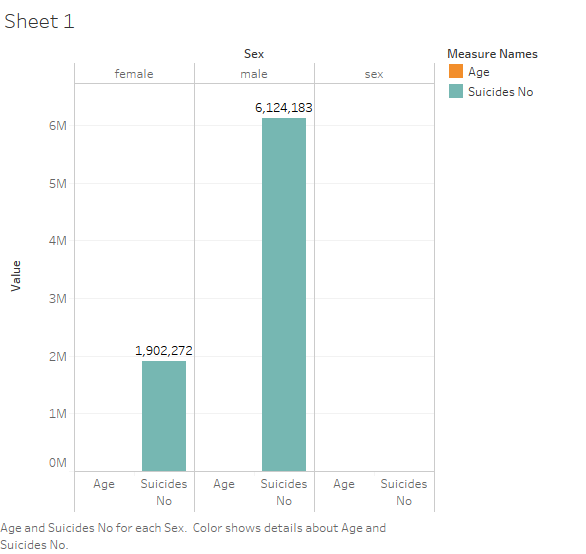 Sheet 1
Sex
female male sex
Measure Names
Age
Suicides No
6,124,183
6M
5M
4M
3M
1,902,272
2M
1M
0M
Value
Age Suicides No Age Suicides No Age Suicides No
Age and Suicides No for each Sex. Color shows details about Age and
Suicides No.